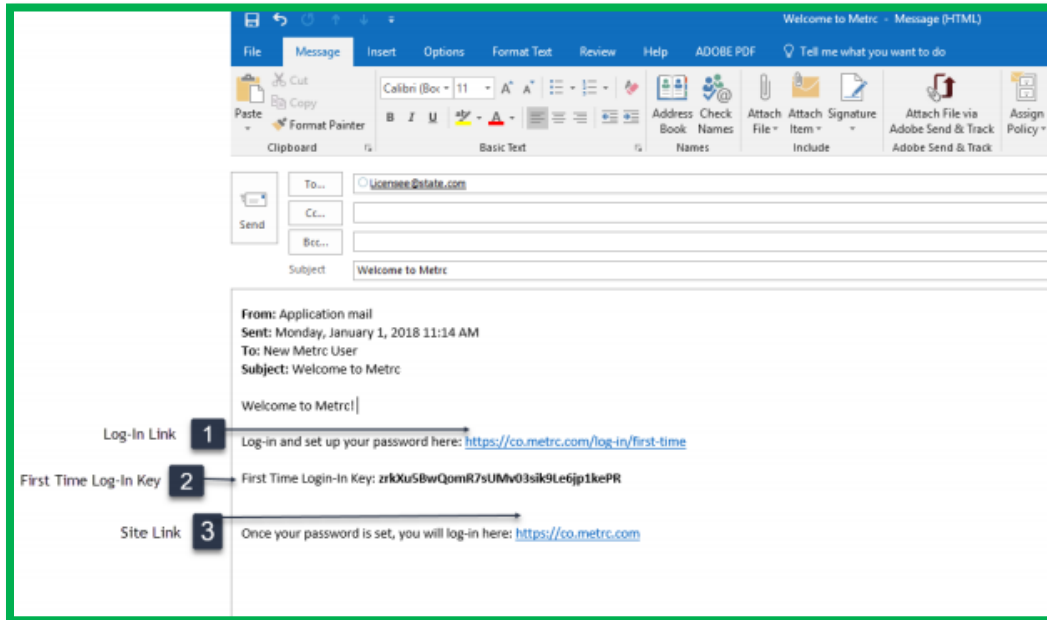 Welcome to Metrc - Message (HTML)
File Message Insert Options Format Text Review Help ADOBE PDF Tell me what you want to do
Paste
Cut
Copy
Format Painter
Clipboard
Calibri (Boc 11
B I U
Basic Text
Address Book
Check Names
Names
Attach File
Attach Item
Signature
Include
Attach File via Adobe Send & Track
Adobe Send & Track
Assign Policy
Send
To... Licensee@state.com
Cc...
Bcc...
Subject Welcome to Metrc
From: Application mail
Sent: Monday, January 1, 2018 11:14 AM
To: New Metrc User
Subject: Welcome to Metrc
Welcome to Metrc!
Log-In Link 1
Log-in and set up your password here: https://co.metrc.com/log-in/first-time
First Time Log-In Key 2
First Time Login-In Key: zrkXu5BwQomR7sUMv03sik9Le6jp1kePR
Site Link 3
Once your password is set, you will log-in here: https://co.metrc.com